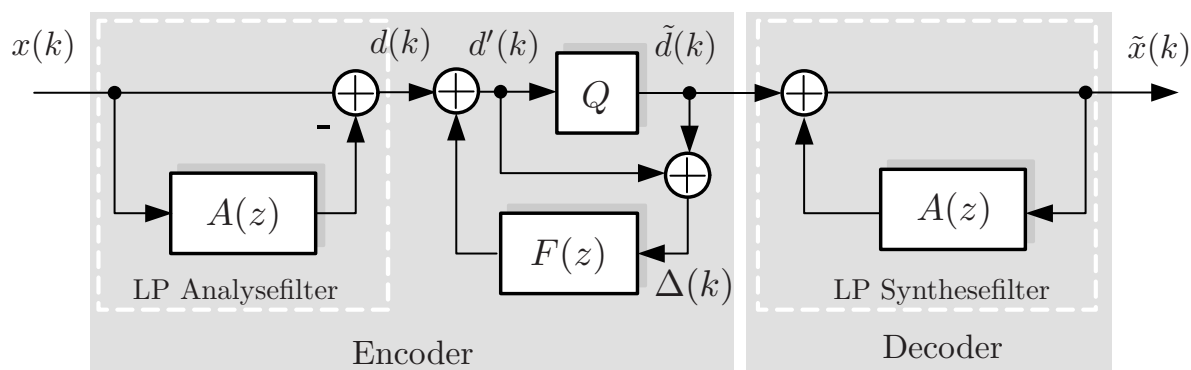 x(k)
d(k)
d′(k)
Q
d̃(k)
x̃(k)
-
A(z)
F(z)
A(z)
Δ(k)
LP Analysefilter
LP Synthesefilter
Encoder
Decoder